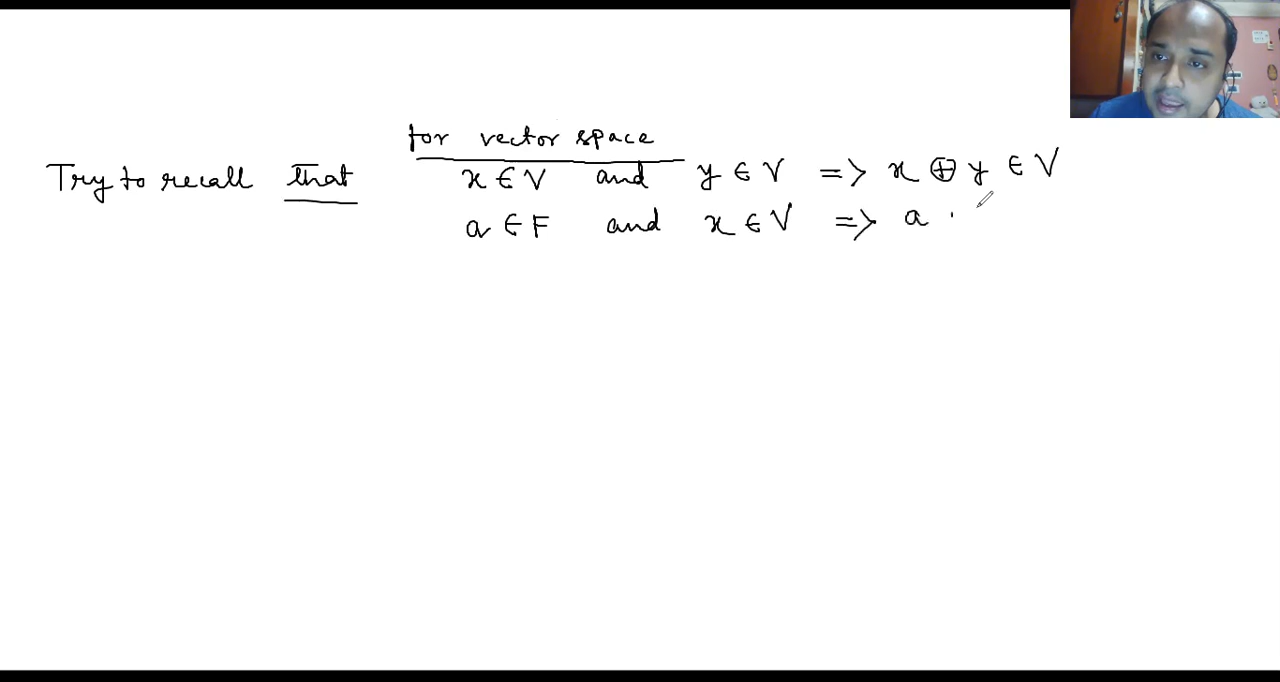 for vector space
Try to recall that x ∈ V and y ∈ V => x ⊕ y ∈ V
a ∈ F and x ∈ V => a .